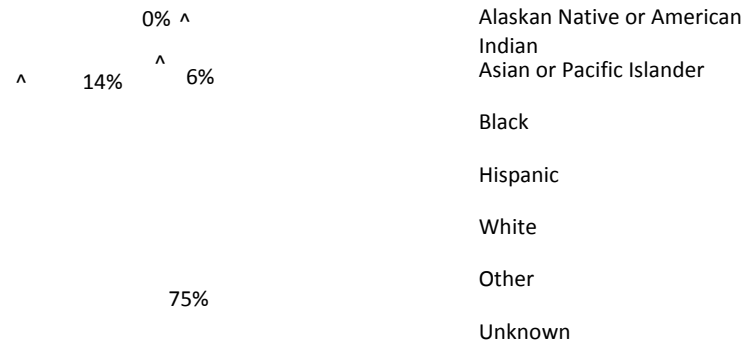 0% ^
^
^ 14% 6%
75%
Alaskan Native or American
Indian
Asian or Pacific Islander
Black
Hispanic
White
Other
Unknown